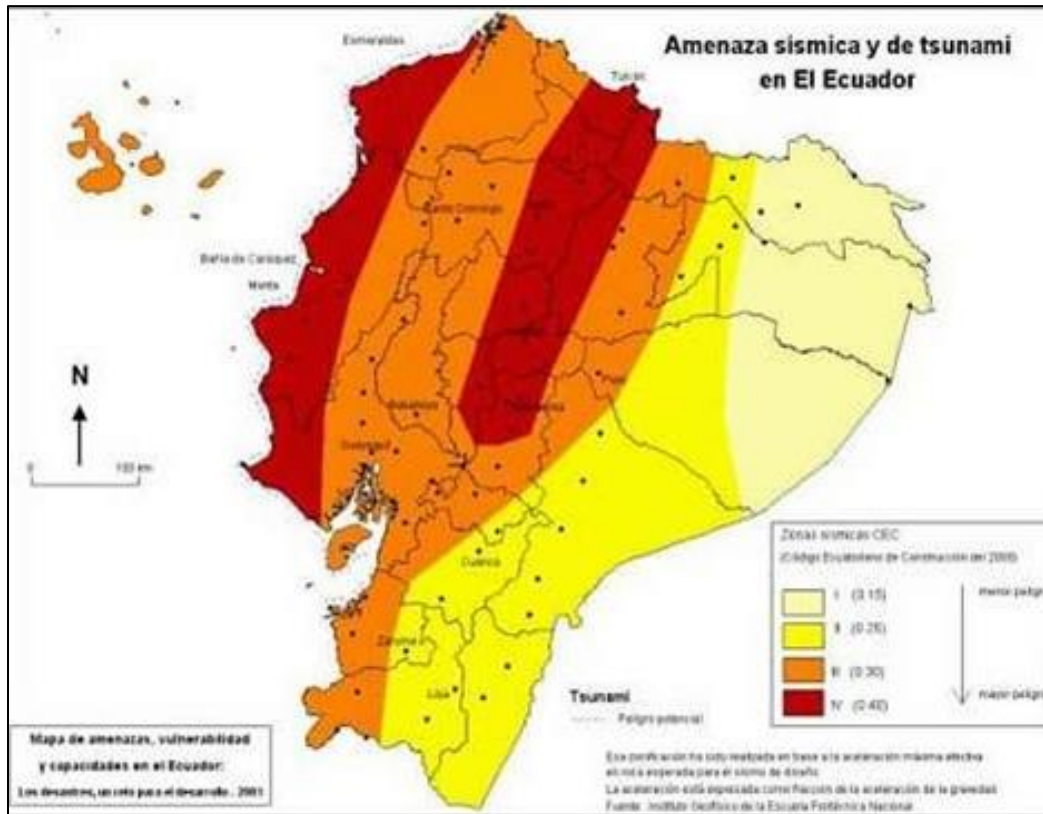 Amenaza sísmica y de tsunami
en El Ecuador
Esmeraldas
Tulcán
Santo Domingo
Bahía de Caráquez
Manta
N
0 100 km
Babahoyo
Puyo
Guayaquil
Cuenca
Zaruma
Loja
Zonas sísmicas CEC
(Código Ecuatoriano de Construcción del 2000)
I (0.15)
II (0.25)
III (0.30)
IV (0.40)
menor peligro
mayor peligro
Tsunami
Peligro potencial
Mapa de amenazas, vulnerabilidad
y capacidades en el Ecuador:
Los desastres, un reto para el desarrollo. 2001
Esa zonificación ha sido realizada en base a la aceleración máxima efectiva
en roca esperada para el sismo de diseño
La aceleración está expresada como fracción de la aceleración de la gravedad
Fuente: Instituto Geofísico de la Escuela Politécnica Nacional